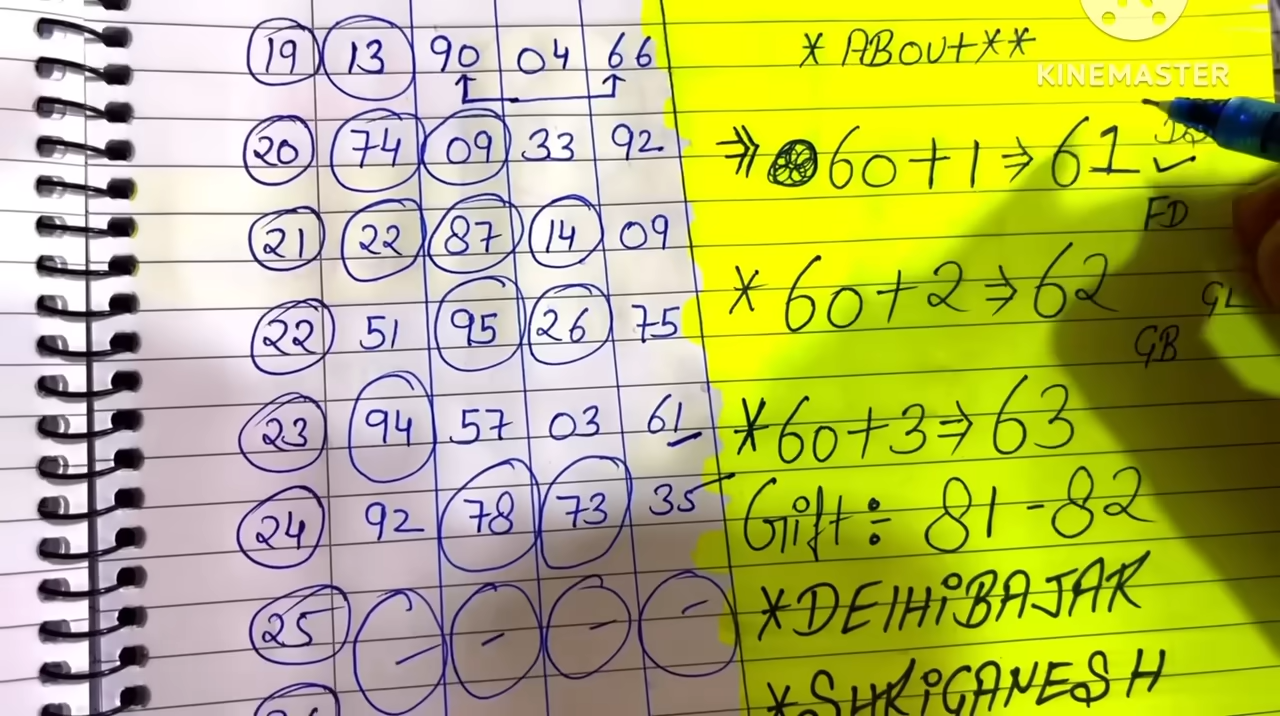 19 13 90 04 66
20 74 09 33 92
21 22 87 14 09
22 51 95 26 75
23 94 57 03 61
24 92 78 73 35
25 - - - -
* ABOUt**
KINEMASTER
60+1⇒61 ✓
FD
* 60+2⇒62
GL
GB
*60+3⇒63
Gift÷ 81-82
*DElHiBAJAR
*SHRiGANESH